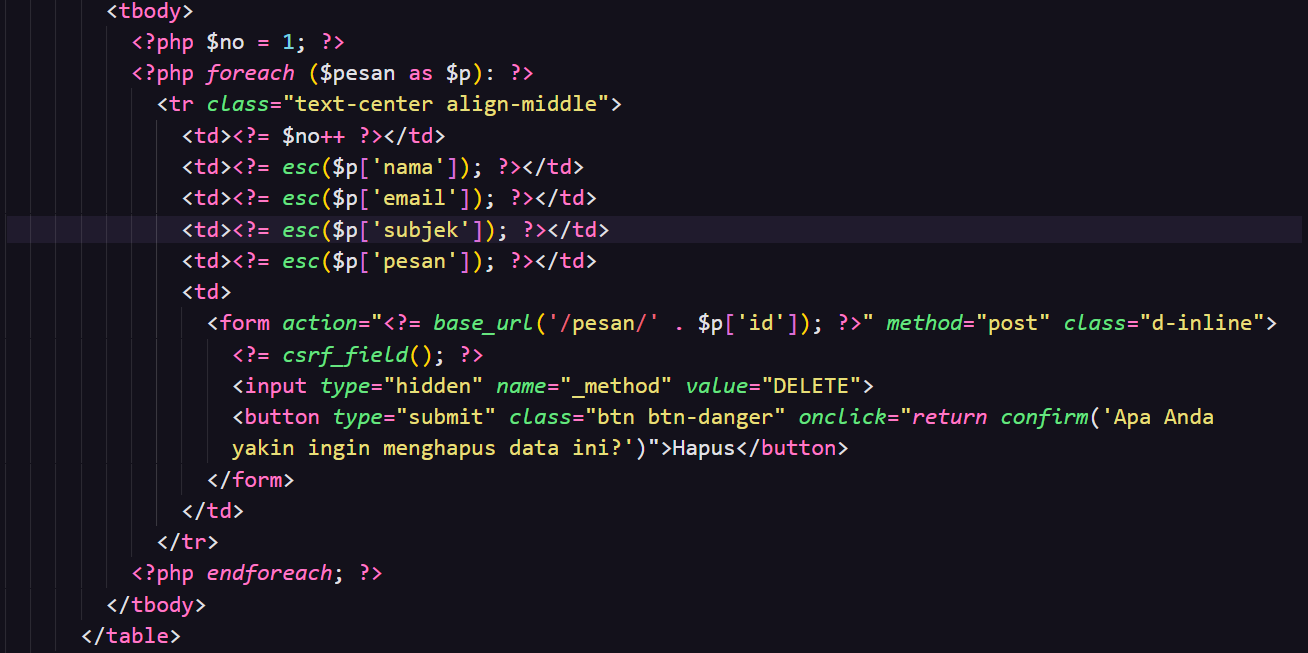 <tbody>
<?php $no = 1; ?>
<?php foreach ($pesan as $p): ?>
<tr class="text-center align-middle">
<td><?= $no++ ?></td>
<td><?= esc($p['nama']); ?></td>
<td><?= esc($p['email']); ?></td>
<td><?= esc($p['subjek']); ?></td>
<td><?= esc($p['pesan']); ?></td>
<td>
<form action="<?= base_url('/pesan/' . $p['id']); ?>" method="post" class="d-inline">
<?= csrf_field(); ?>
<input type="hidden" name="_method" value="DELETE">
<button type="submit" class="btn btn-danger" onclick="return confirm('Apa Anda
yakin ingin menghapus data ini?')">Hapus</button>
</form>
</td>
</tr>
<?php endforeach; ?>
</tbody>
</table>